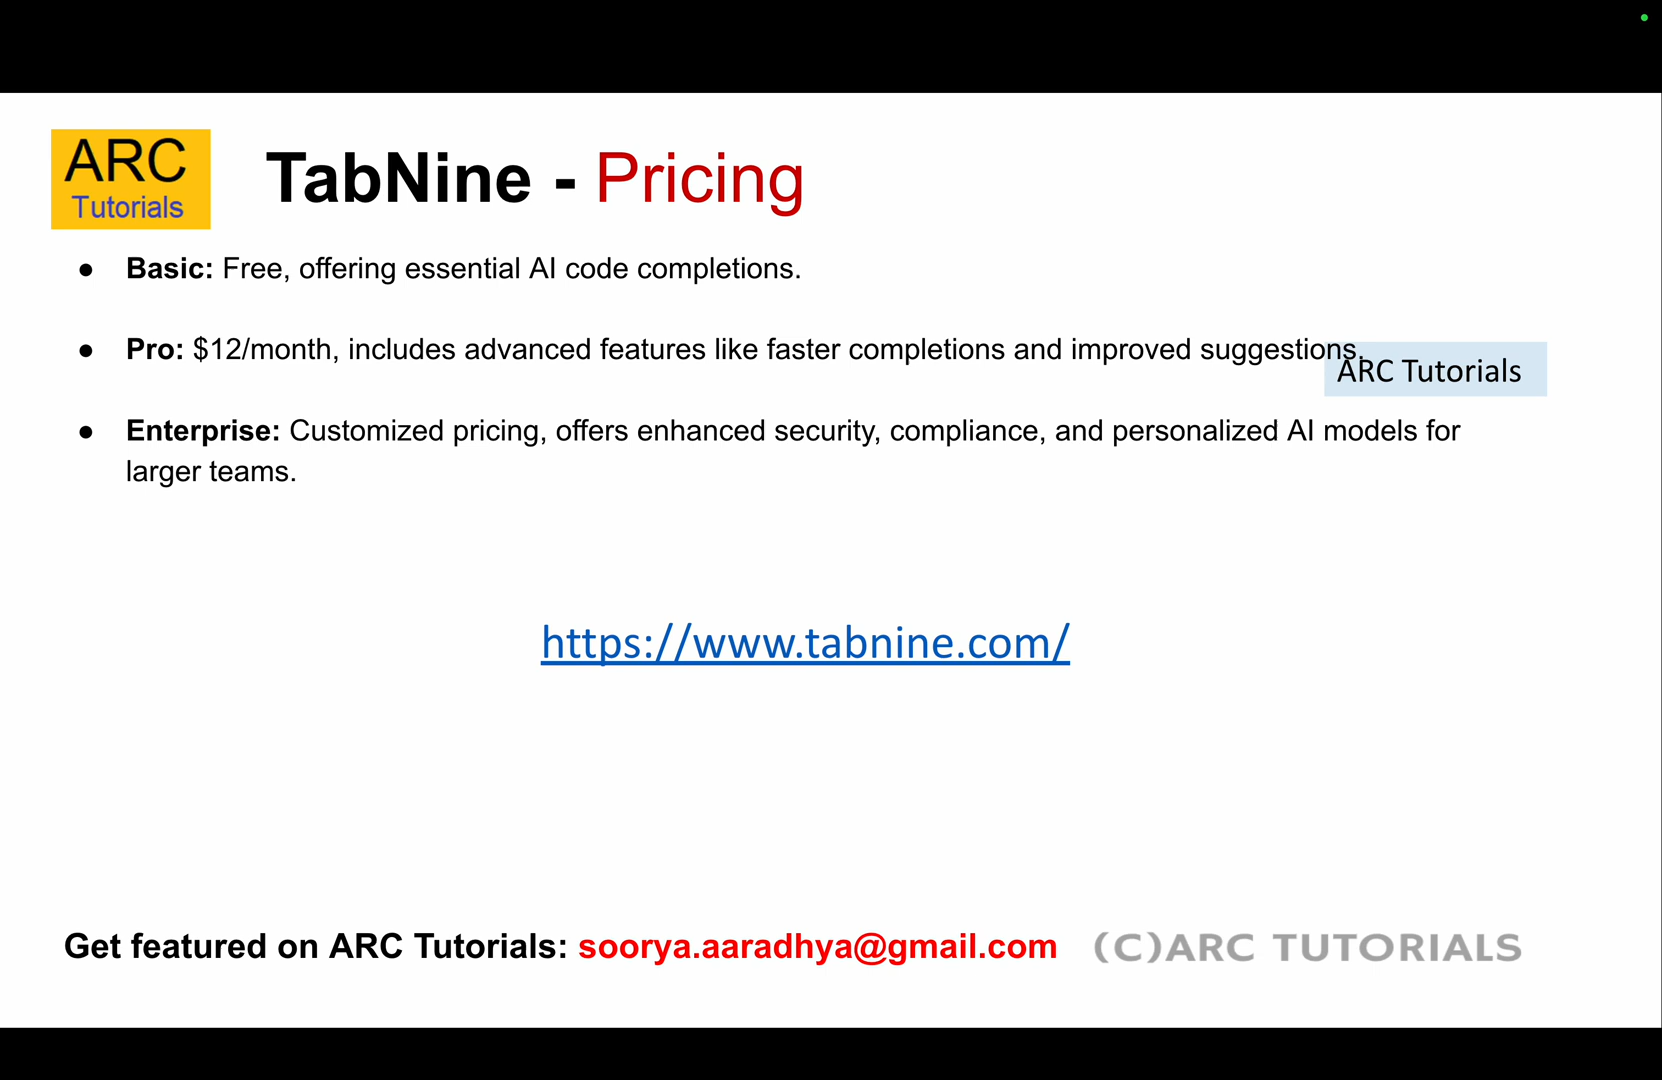 ARC
Tutorials
TabNine - Pricing
● Basic: Free, offering essential AI code completions.
● Pro: $12/month, includes advanced features like faster completions and improved suggestions.
ARC Tutorials
● Enterprise: Customized pricing, offers enhanced security, compliance, and personalized AI models for
larger teams.
https://www.tabnine.com/
Get featured on ARC Tutorials: soorya.aaradhya@gmail.com
(C)ARC TUTORIALS